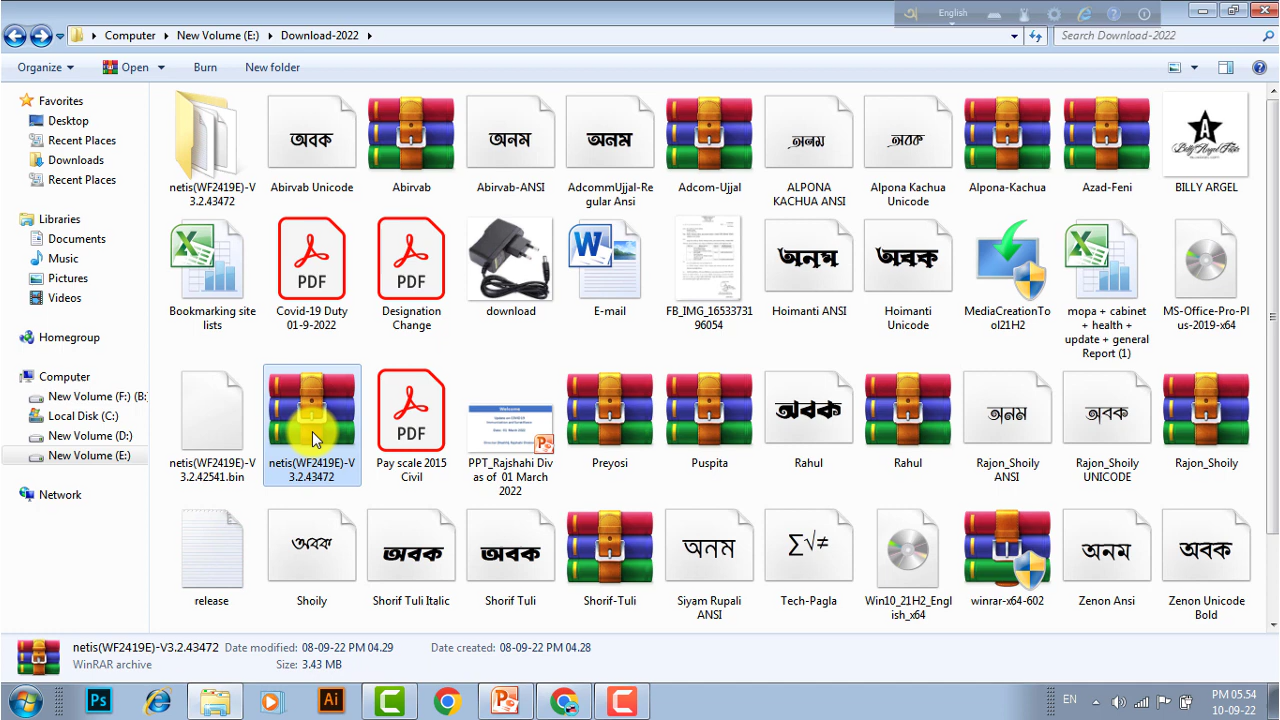 English
Computer New Volume (E:) Download-2022
Search Download-2022
Organize Open Burn New folder
Favorites
Desktop
Recent Places
Downloads
Recent Places
Libraries
Documents
Music
Pictures
Videos
Homegroup
Computer
New Volume (F:) (B:
Local Disk (C:)
New Volume (D:)
New Volume (E:)
Network
netis(WF2419E)-V
3.2.43472
অবক
Abirvab Unicode
Abirvab
অনম
Abirvab-ANSI
অনম
AdcommUjjal-Re
gular Ansi
Adcom-Ujjal
অনম
ALPONA
KACHUA ANSI
অবক
Alpona Kachua
Unicode
Alpona-Kachua
Azad-Feni
A
Billy Argel Fonts
BILLY ARGEL
Bookmarking site
lists
PDF
Covid-19 Duty
01-9-2022
PDF
Designation
Change
download
E-mail
FB_IMG_16533731
96054
অনম
Hoimanti ANSI
অবক
Hoimanti
Unicode
MediaCreationTo
ol21H2
mopa + cabinet
+ health +
update + general
Report (1)
MS-Office-Pro-Pl
us-2019-x64
netis(WF2419E)-V
3.2.42541.bin
netis(WF2419E)-V
3.2.43472
PDF
Pay scale 2015
Civil
Welcome
PPT_Rajshahi Div
as of 01 March
2022
Preyosi
Puspita
অবক
Rahul
Rahul
অনম
Rajon_Shoily
ANSI
অবক
Rajon_Shoily
UNICODE
Rajon_Shoily
release
অবক
Shoily
অবক
Shorif Tuli Italic
অবক
Shorif Tuli
Shorif-Tuli
অনম
Siyam Rupali
ANSI
∑√≠
Tech-Pagla
Win10_21H2_Engl
ish_x64
winrar-x64-602
অনম
Zenon Ansi
অবক
Zenon Unicode
Bold
netis(WF2419E)-V3.2.43472 Date modified: 08-09-22 PM 04.29 Date created: 08-09-22 PM 04.28
WinRAR archive Size: 3.43 MB
Ps
Ai
EN
PM 05.54
10-09-22